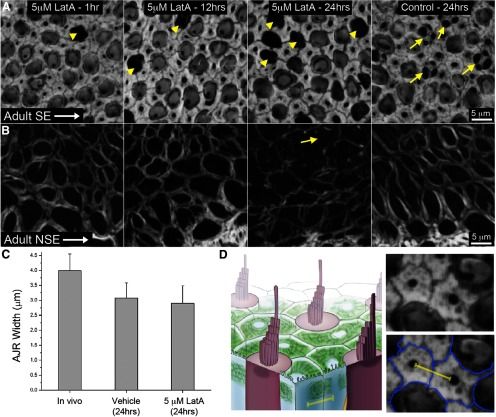 A
5μM LatA - 1hr
5μM LatA - 12hrs
5μM LatA - 24hrs
Control - 24hrs
Adult SE
5 μm
B
Adult NSE
5 μm
C
AJR Width (μm)
4.5
4.0
3.5
3.0
2.5
2.0
1.5
1.0
0.5
0.0
In vivo
Vehicle
(24hrs)
5 μM LatA
(24hrs)
D